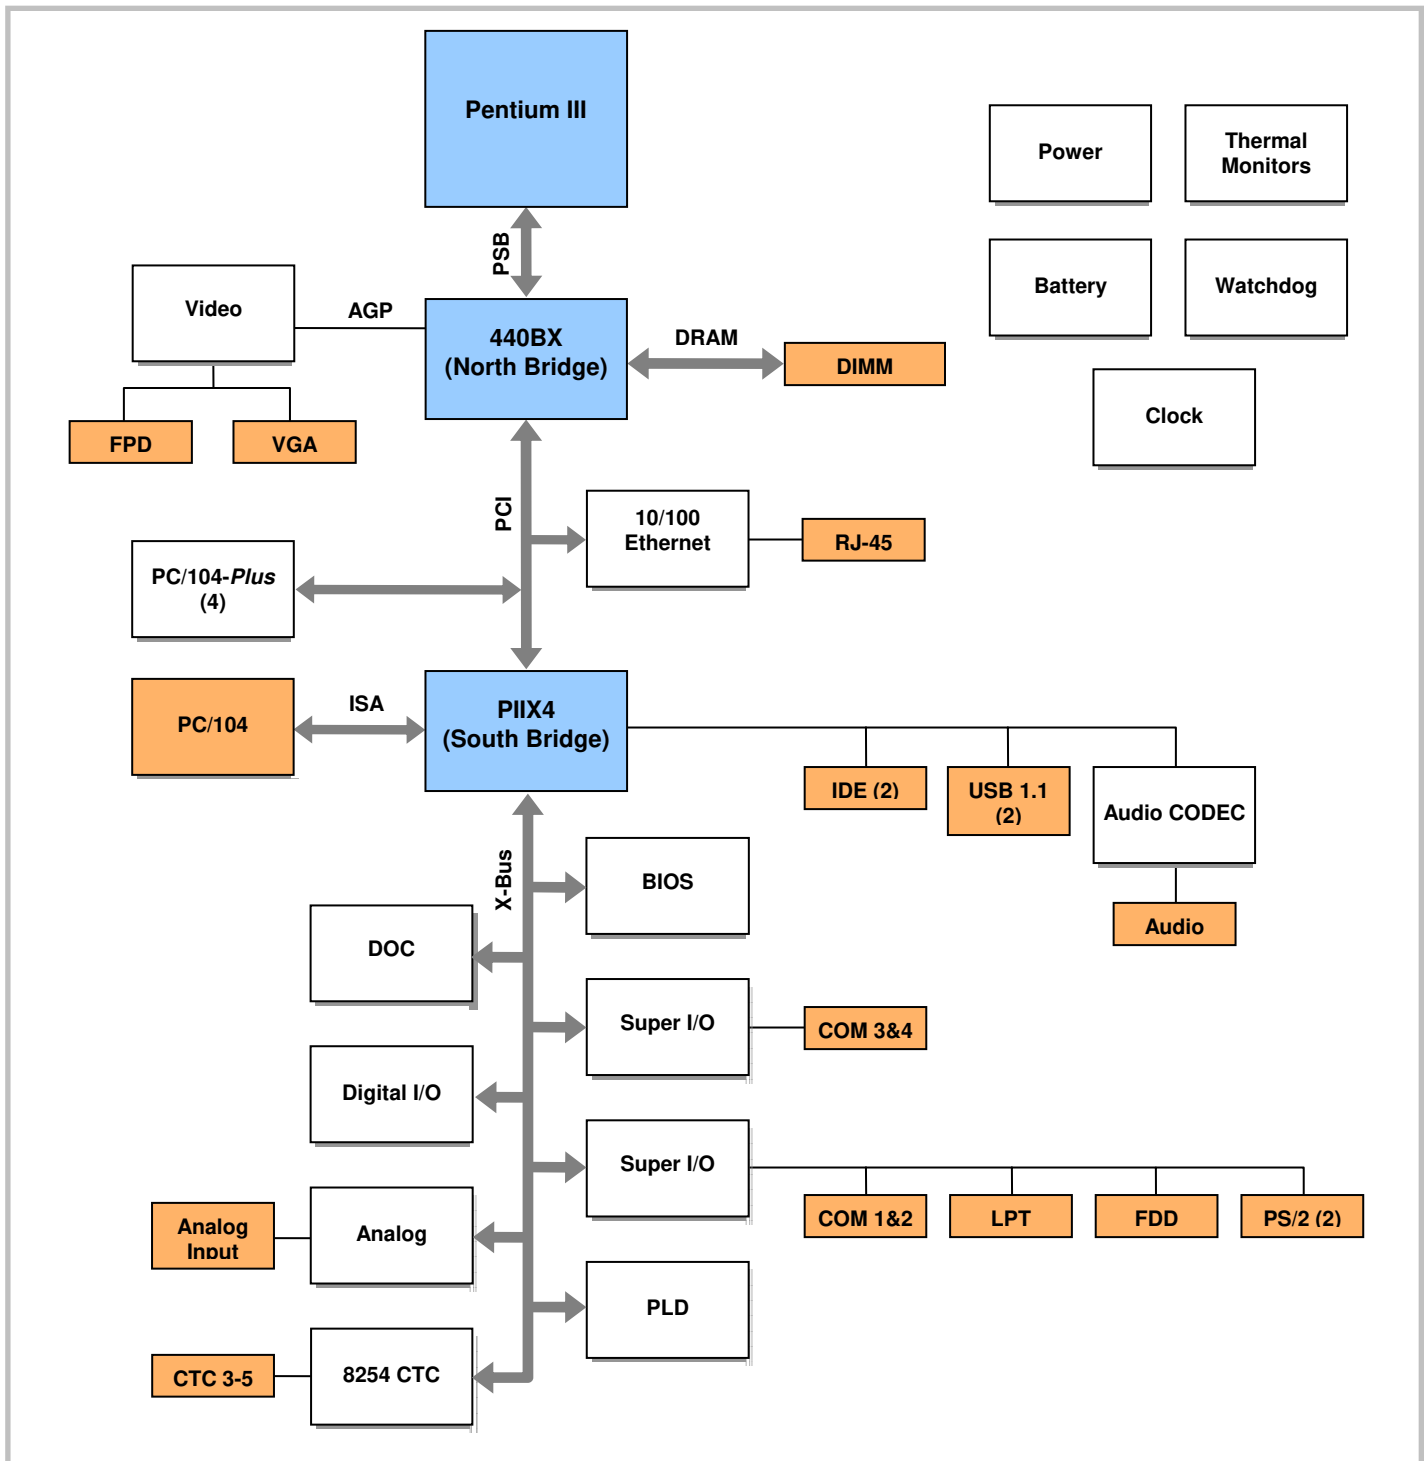 Pentium III
Power
Thermal
Monitors
PSB
Battery
Watchdog
Video
AGP
440BX
(North Bridge)
DRAM
DIMM
Clock
FPD
VGA
PCI
10/100
Ethernet
RJ-45
PC/104-Plus
(4)
PC/104
ISA
PIIX4
(South Bridge)
IDE (2)
USB 1.1
(2)
Audio CODEC
X-Bus
BIOS
Audio
DOC
Super I/O
COM 3&4
Digital I/O
Super I/O
COM 1&2
LPT
FDD
PS/2 (2)
Analog
Input
Analog
PLD
CTC 3-5
8254 CTC